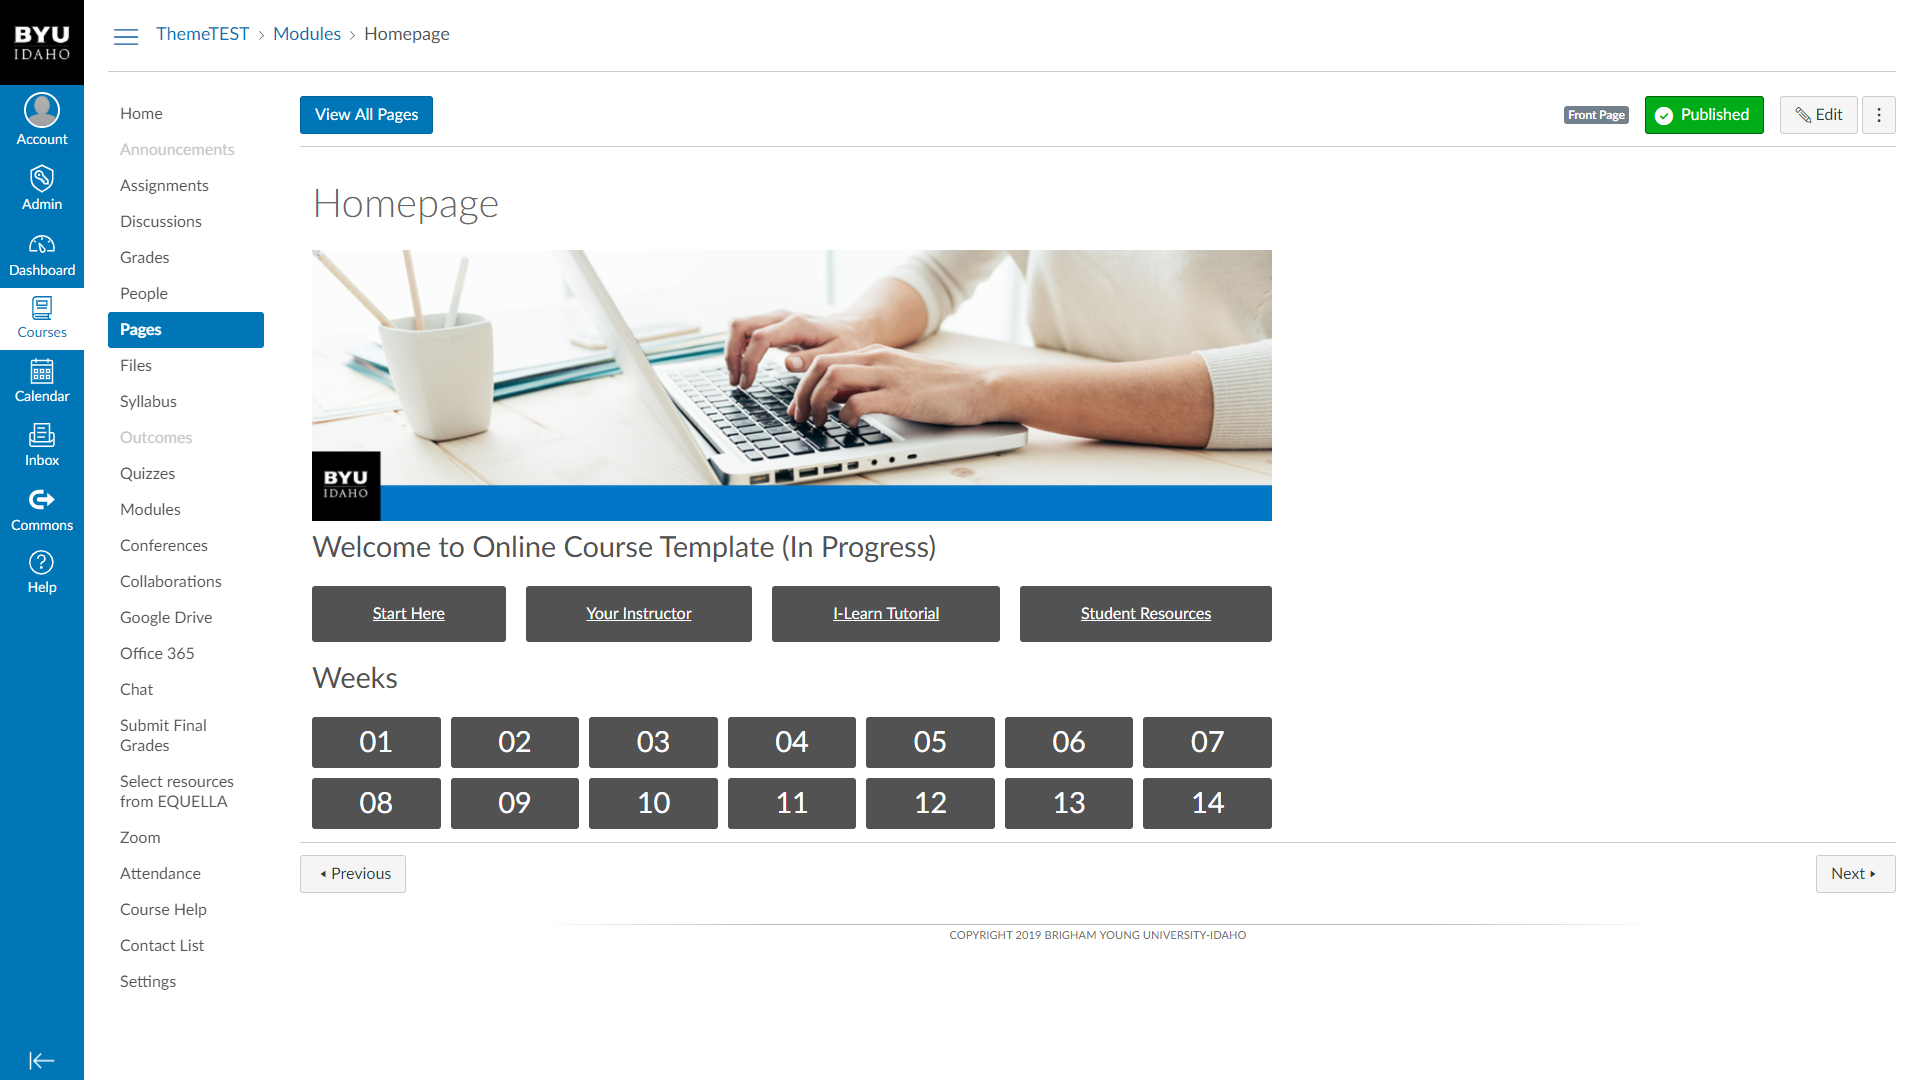 BYU
IDAHO
Account
Admin
Dashboard
Courses
Calendar
Inbox
Commons
Help
ThemeTEST > Modules > Homepage
Home
Announcements
Assignments
Discussions
Grades
People
Pages
Files
Syllabus
Outcomes
Quizzes
Modules
Conferences
Collaborations
Google Drive
Office 365
Chat
Submit Final
Grades
Select resources
from EQUELLA
Zoom
Attendance
Course Help
Contact List
Settings
View All Pages
Front Page
Published
Edit
Homepage
BYU
IDAHO
Welcome to Online Course Template (In Progress)
Start Here
Your Instructor
I-Learn Tutorial
Student Resources
Weeks
01 02 03 04 05 06 07
08 09 10 11 12 13 14
Previous
Next
COPYRIGHT 2019 BRIGHAM YOUNG UNIVERSITY-IDAHO